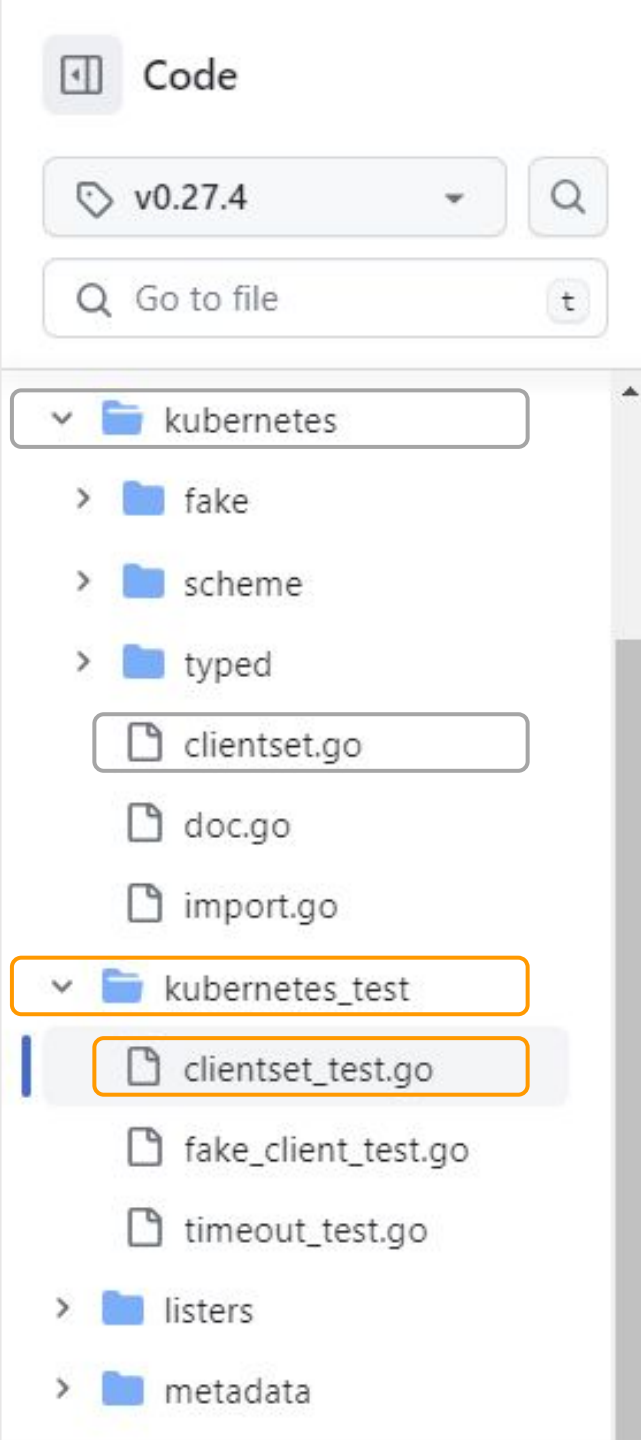 Code
v0.27.4
Go to file
t
kubernetes
fake
scheme
typed
clientset.go
doc.go
import.go
kubernetes_test
clientset_test.go
fake_client_test.go
timeout_test.go
listers
metadata